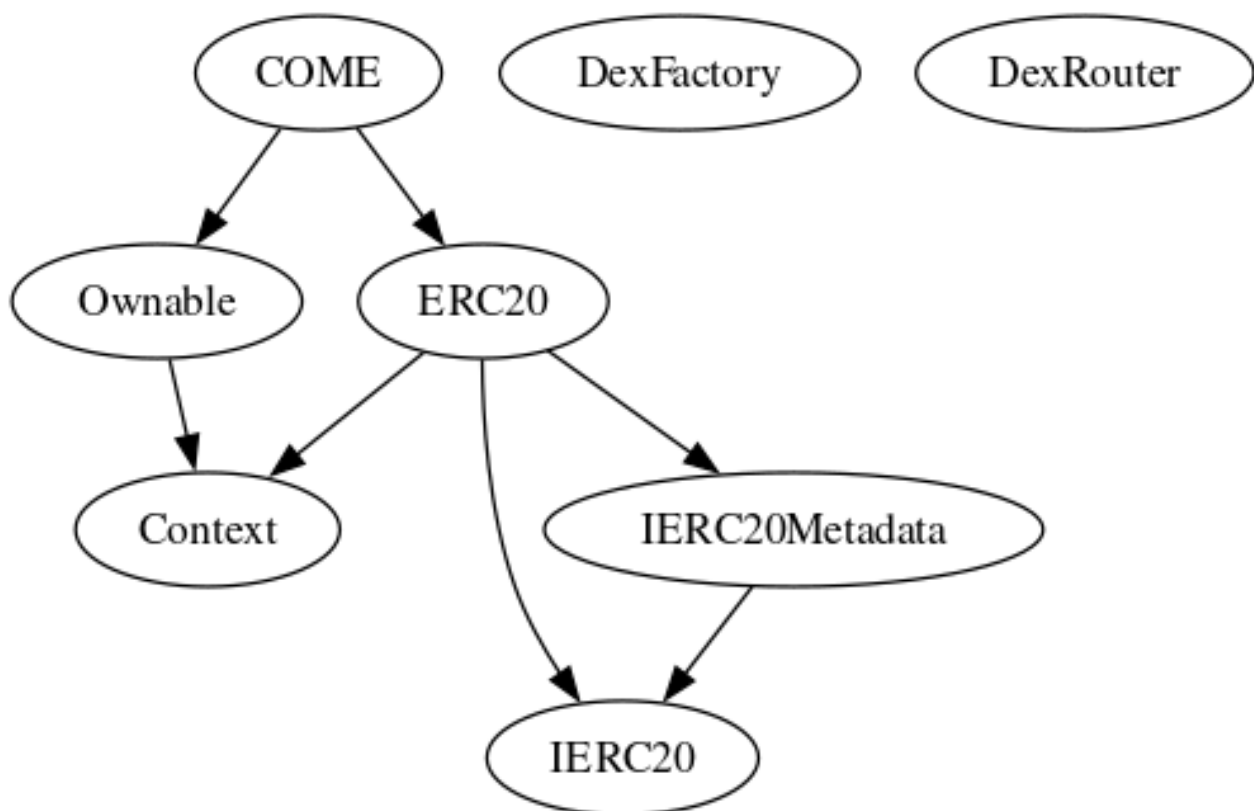 COME
DexFactory
DexRouter
Ownable
ERC20
Context
IERC20Metadata
IERC20